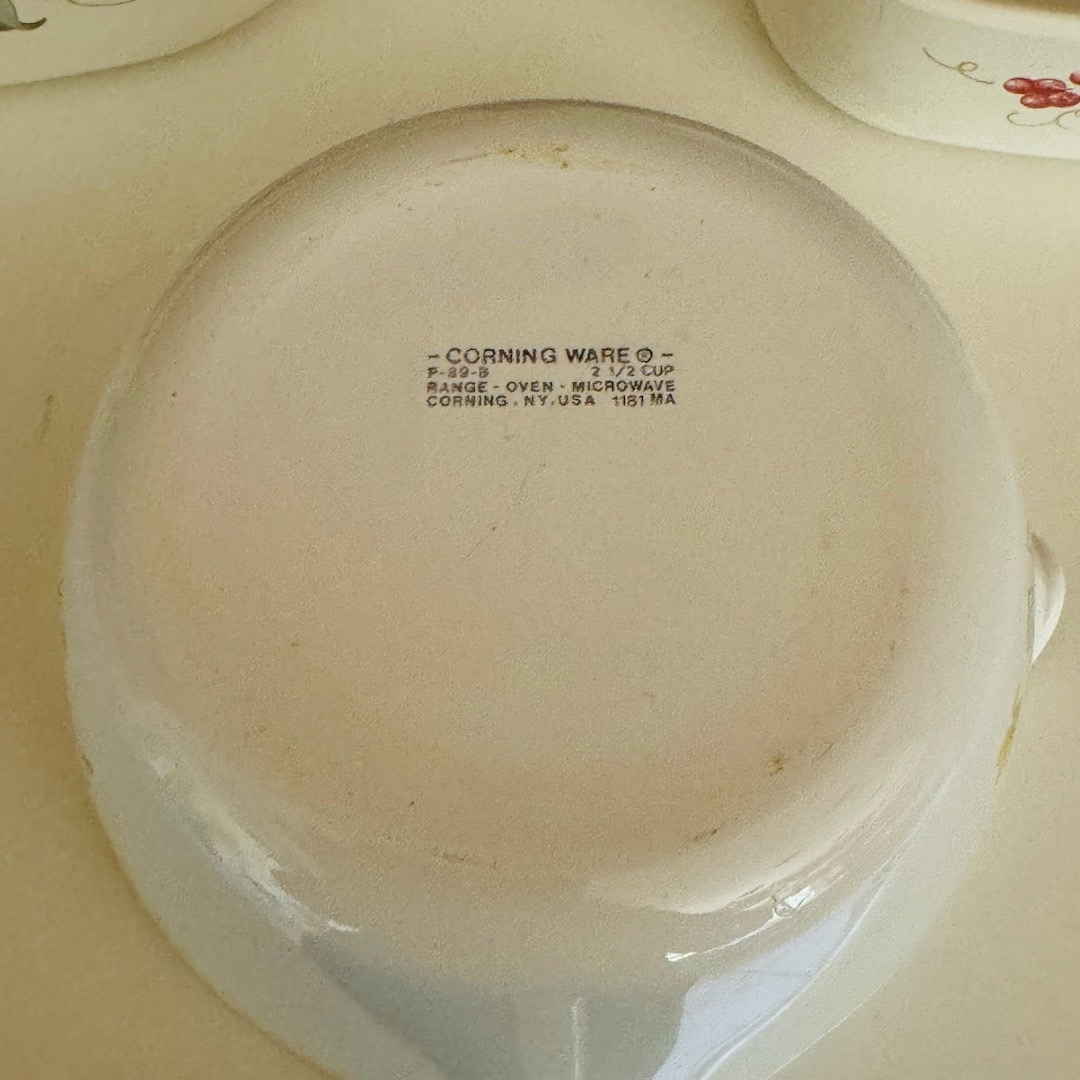 - CORNING WARE ® -
P-89-B 2 1/2 CUP
RANGE - OVEN - MICROWAVE
CORNING . NY. USA 1181 MA